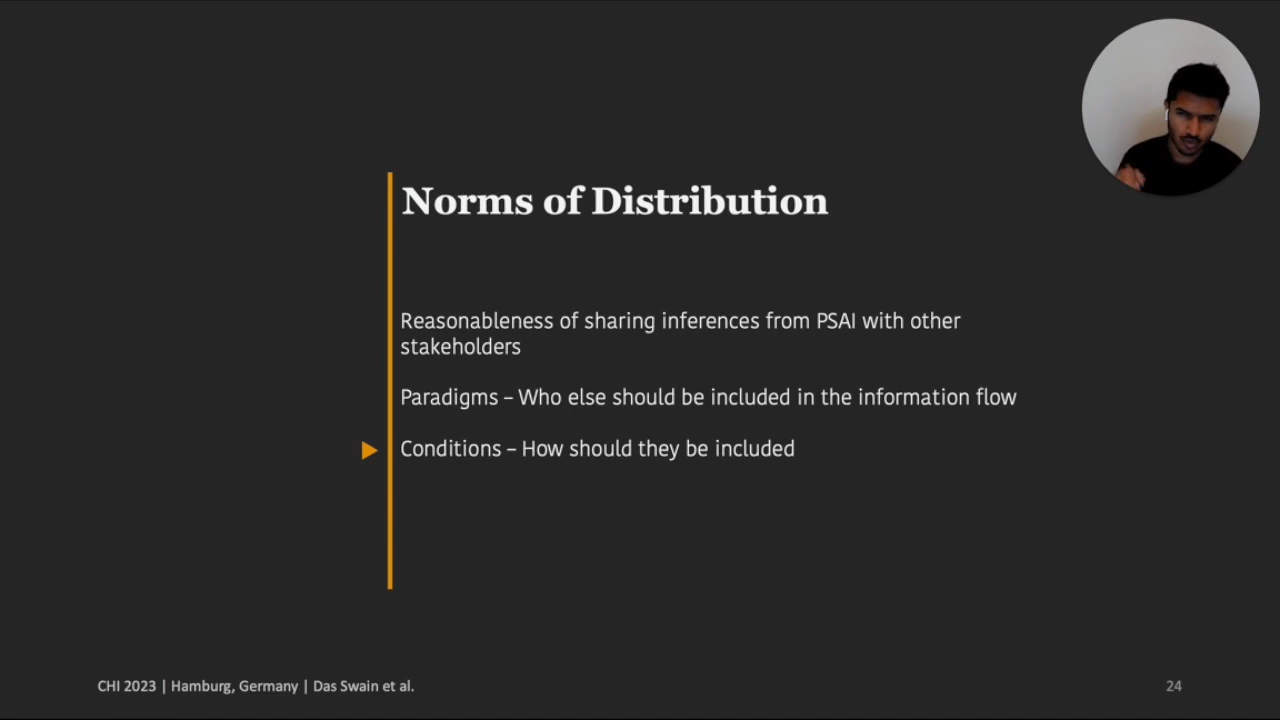 Norms of Distribution
Reasonableness of sharing inferences from PSAI with other
stakeholders
Paradigms – Who else should be included in the information flow
Conditions – How should they be included
CHI 2023 | Hamburg, Germany | Das Swain et al.
24